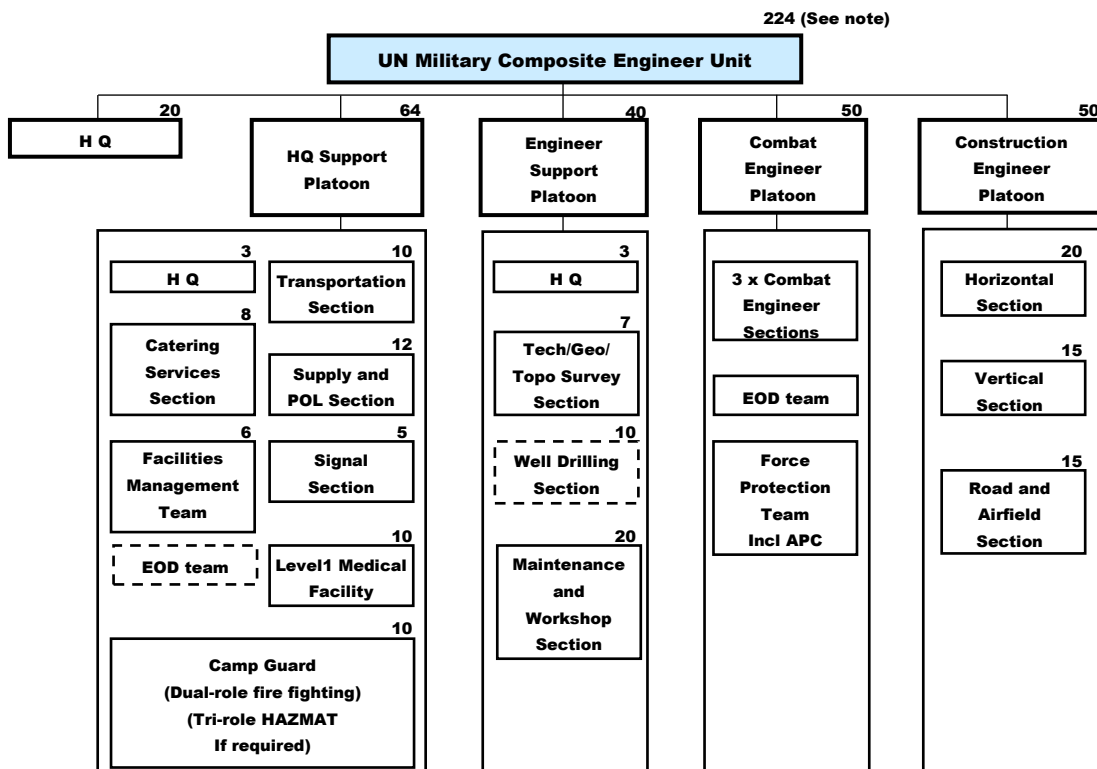 224 (See note)
UN Military Composite Engineer Unit
20
H Q
64
HQ Support
Platoon
40
Engineer
Support
Platoon
50
Combat
Engineer
Platoon
50
Construction
Engineer
Platoon
3
H Q
10
Transportation
Section
8
Catering
Services
Section
12
Supply and
POL Section
6
Facilities
Management
Team
5
Signal
Section
EOD team
10
Level1 Medical
Facility
10
Camp Guard
(Dual-role fire fighting)
(Tri-role HAZMAT
If required)
3
H Q
7
Tech/Geo/
Topo Survey
Section
10
Well Drilling
Section
20
Maintenance
and
Workshop
Section
3 x Combat
Engineer
Sections
EOD team
Force
Protection
Team
Incl APC
20
Horizontal
Section
15
Vertical
Section
15
Road and
Airfield
Section